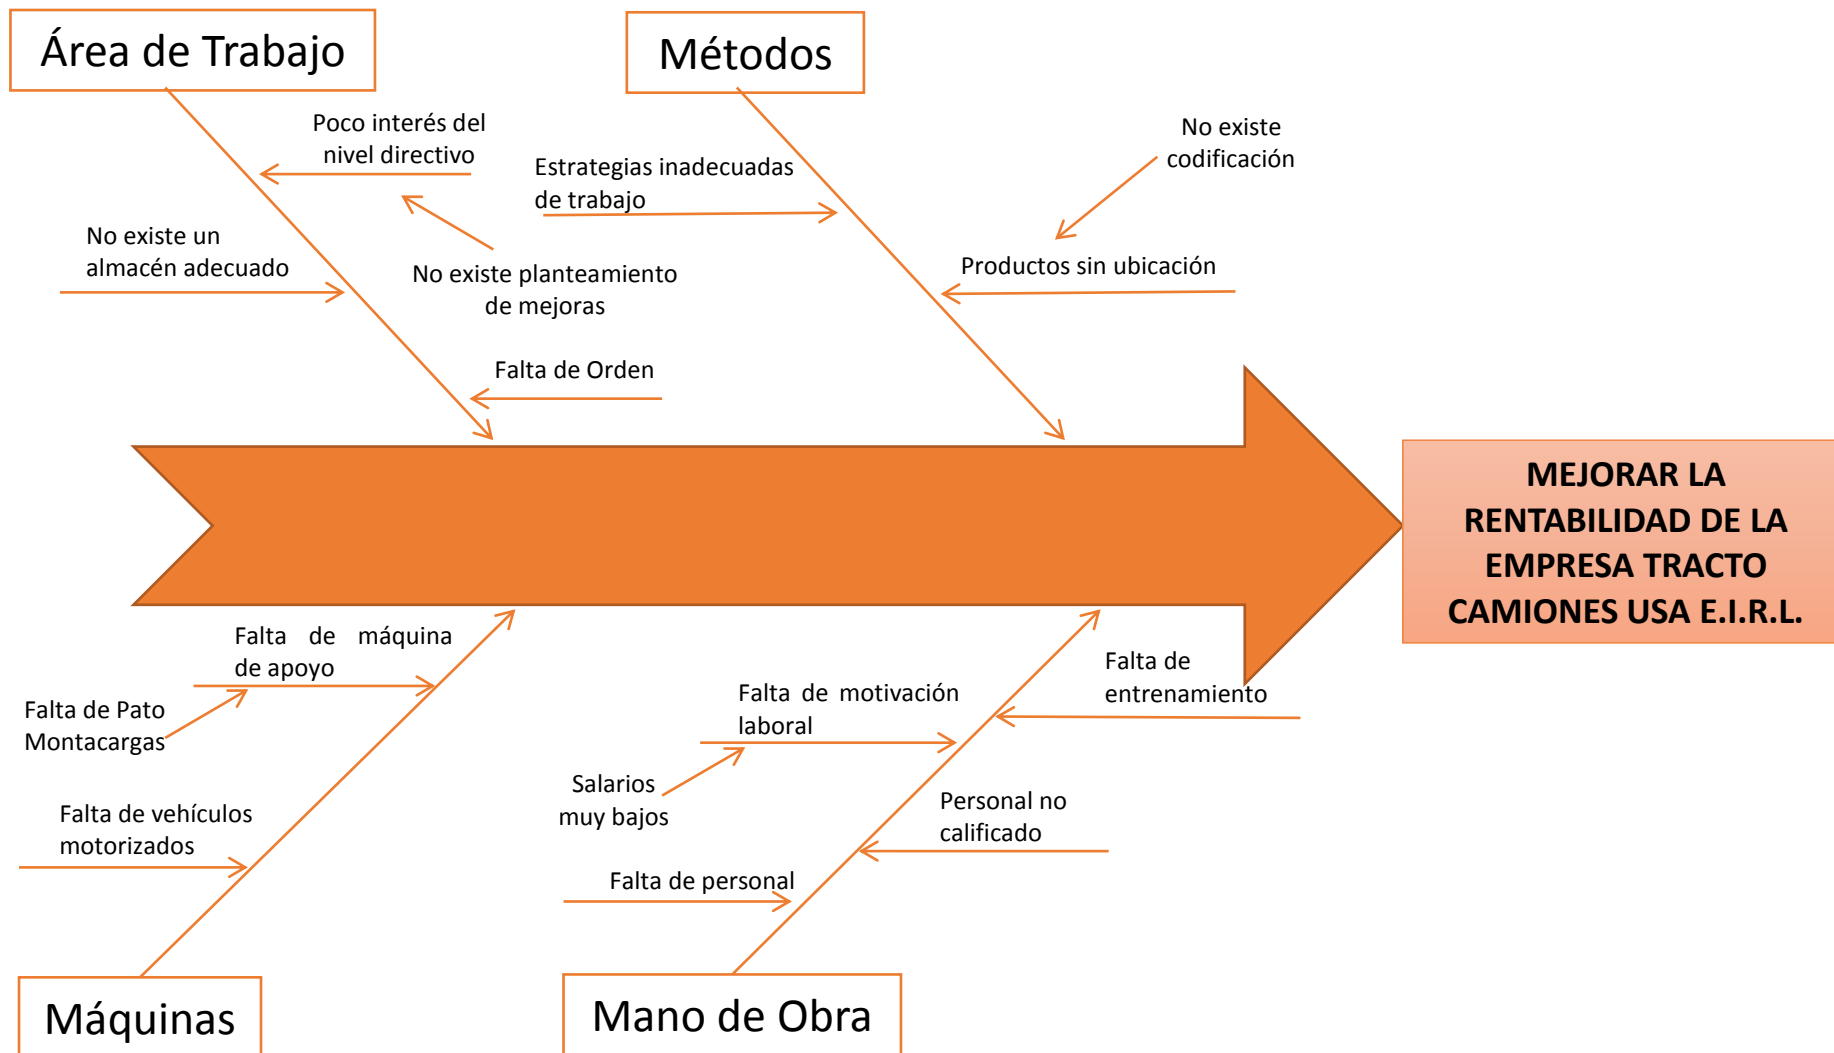 Área de Trabajo
Métodos
Poco interés del
nivel directivo
No existe
codificación
Estrategias inadecuadas
de trabajo
No existe un
almacén adecuado
No existe planteamiento
de mejoras
Productos sin ubicación
Falta de Orden
MEJORAR LA
RENTABILIDAD DE LA
EMPRESA TRACTO
CAMIONES USA E.I.R.L.
Falta de máquina
de apoyo
Falta de Pato
Montacargas
Falta de motivación
laboral
Falta de
entrenamiento
Salarios
muy bajos
Falta de vehículos
motorizados
Personal no
calificado
Falta de personal
Máquinas
Mano de Obra